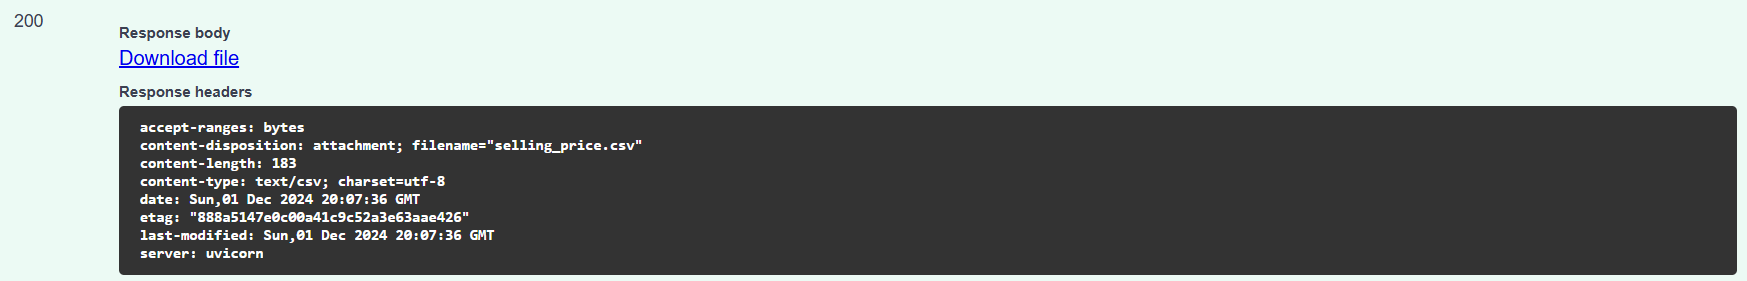 200
Response body
Download file
Response headers
accept-ranges: bytes
content-disposition: attachment; filename="selling_price.csv"
content-length: 183
content-type: text/csv; charset=utf-8
date: Sun,01 Dec 2024 20:07:36 GMT
etag: "888a5147e0c00a41c9c52a3e63aae426"
last-modified: Sun,01 Dec 2024 20:07:36 GMT
server: uvicorn